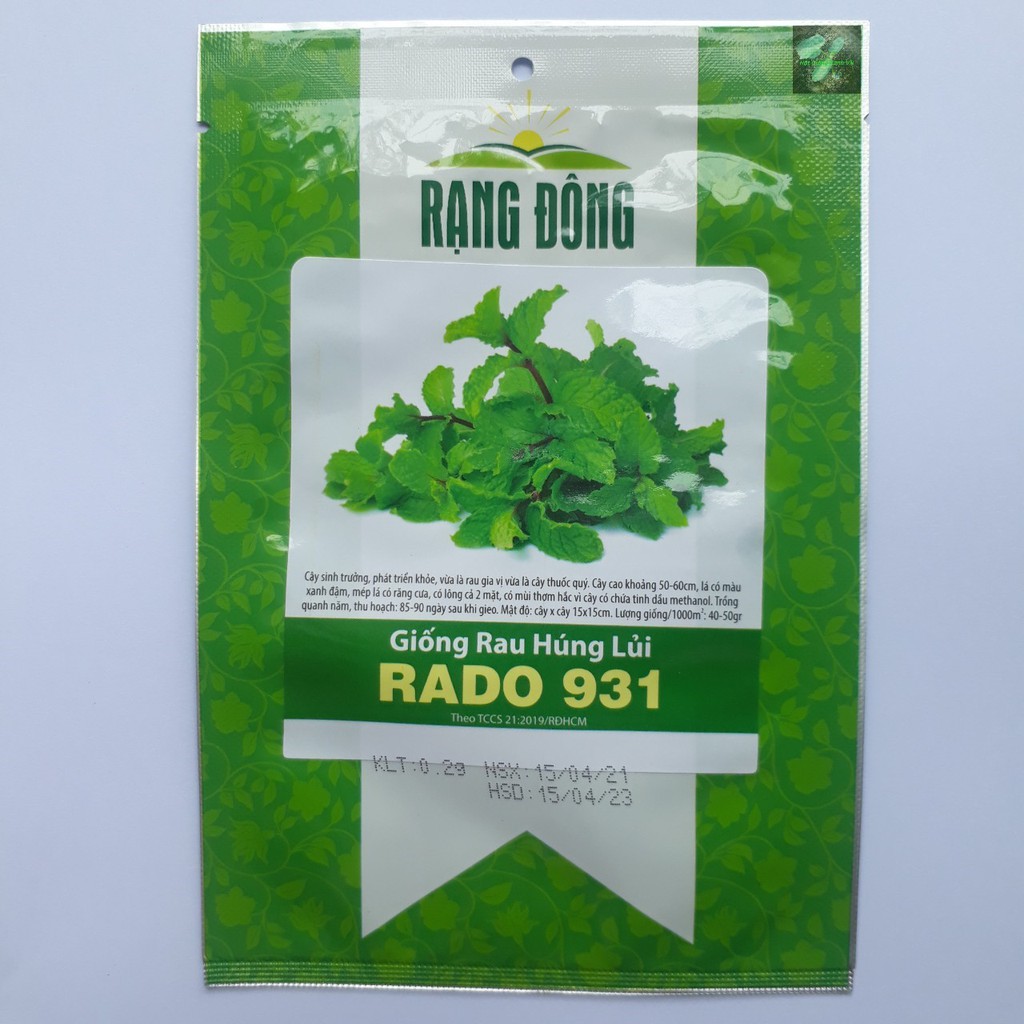 RẠNG ĐÔNG
Cây sinh trưởng, phát triển khỏe, vừa là rau gia vị vừa là cây thuốc quý. Cây cao khoảng 50-60cm, lá có màu
xanh đậm, mép lá có răng cưa, có lông cả 2 mặt, có mùi thơm hắc vì cây có chứa tinh dầu methanol. Trồng
quanh năm, thu hoạch: 85-90 ngày sau khi gieo. Mật độ: cây x cây 15x15cm. Lượng giống/1000m²: 40-50gr
Giống Rau Húng Lủi
RADO 931
Theo TCCS 21:2019/RĐHCM
KLT:0.2g NSX:15/04/21
HSD:15/04/23